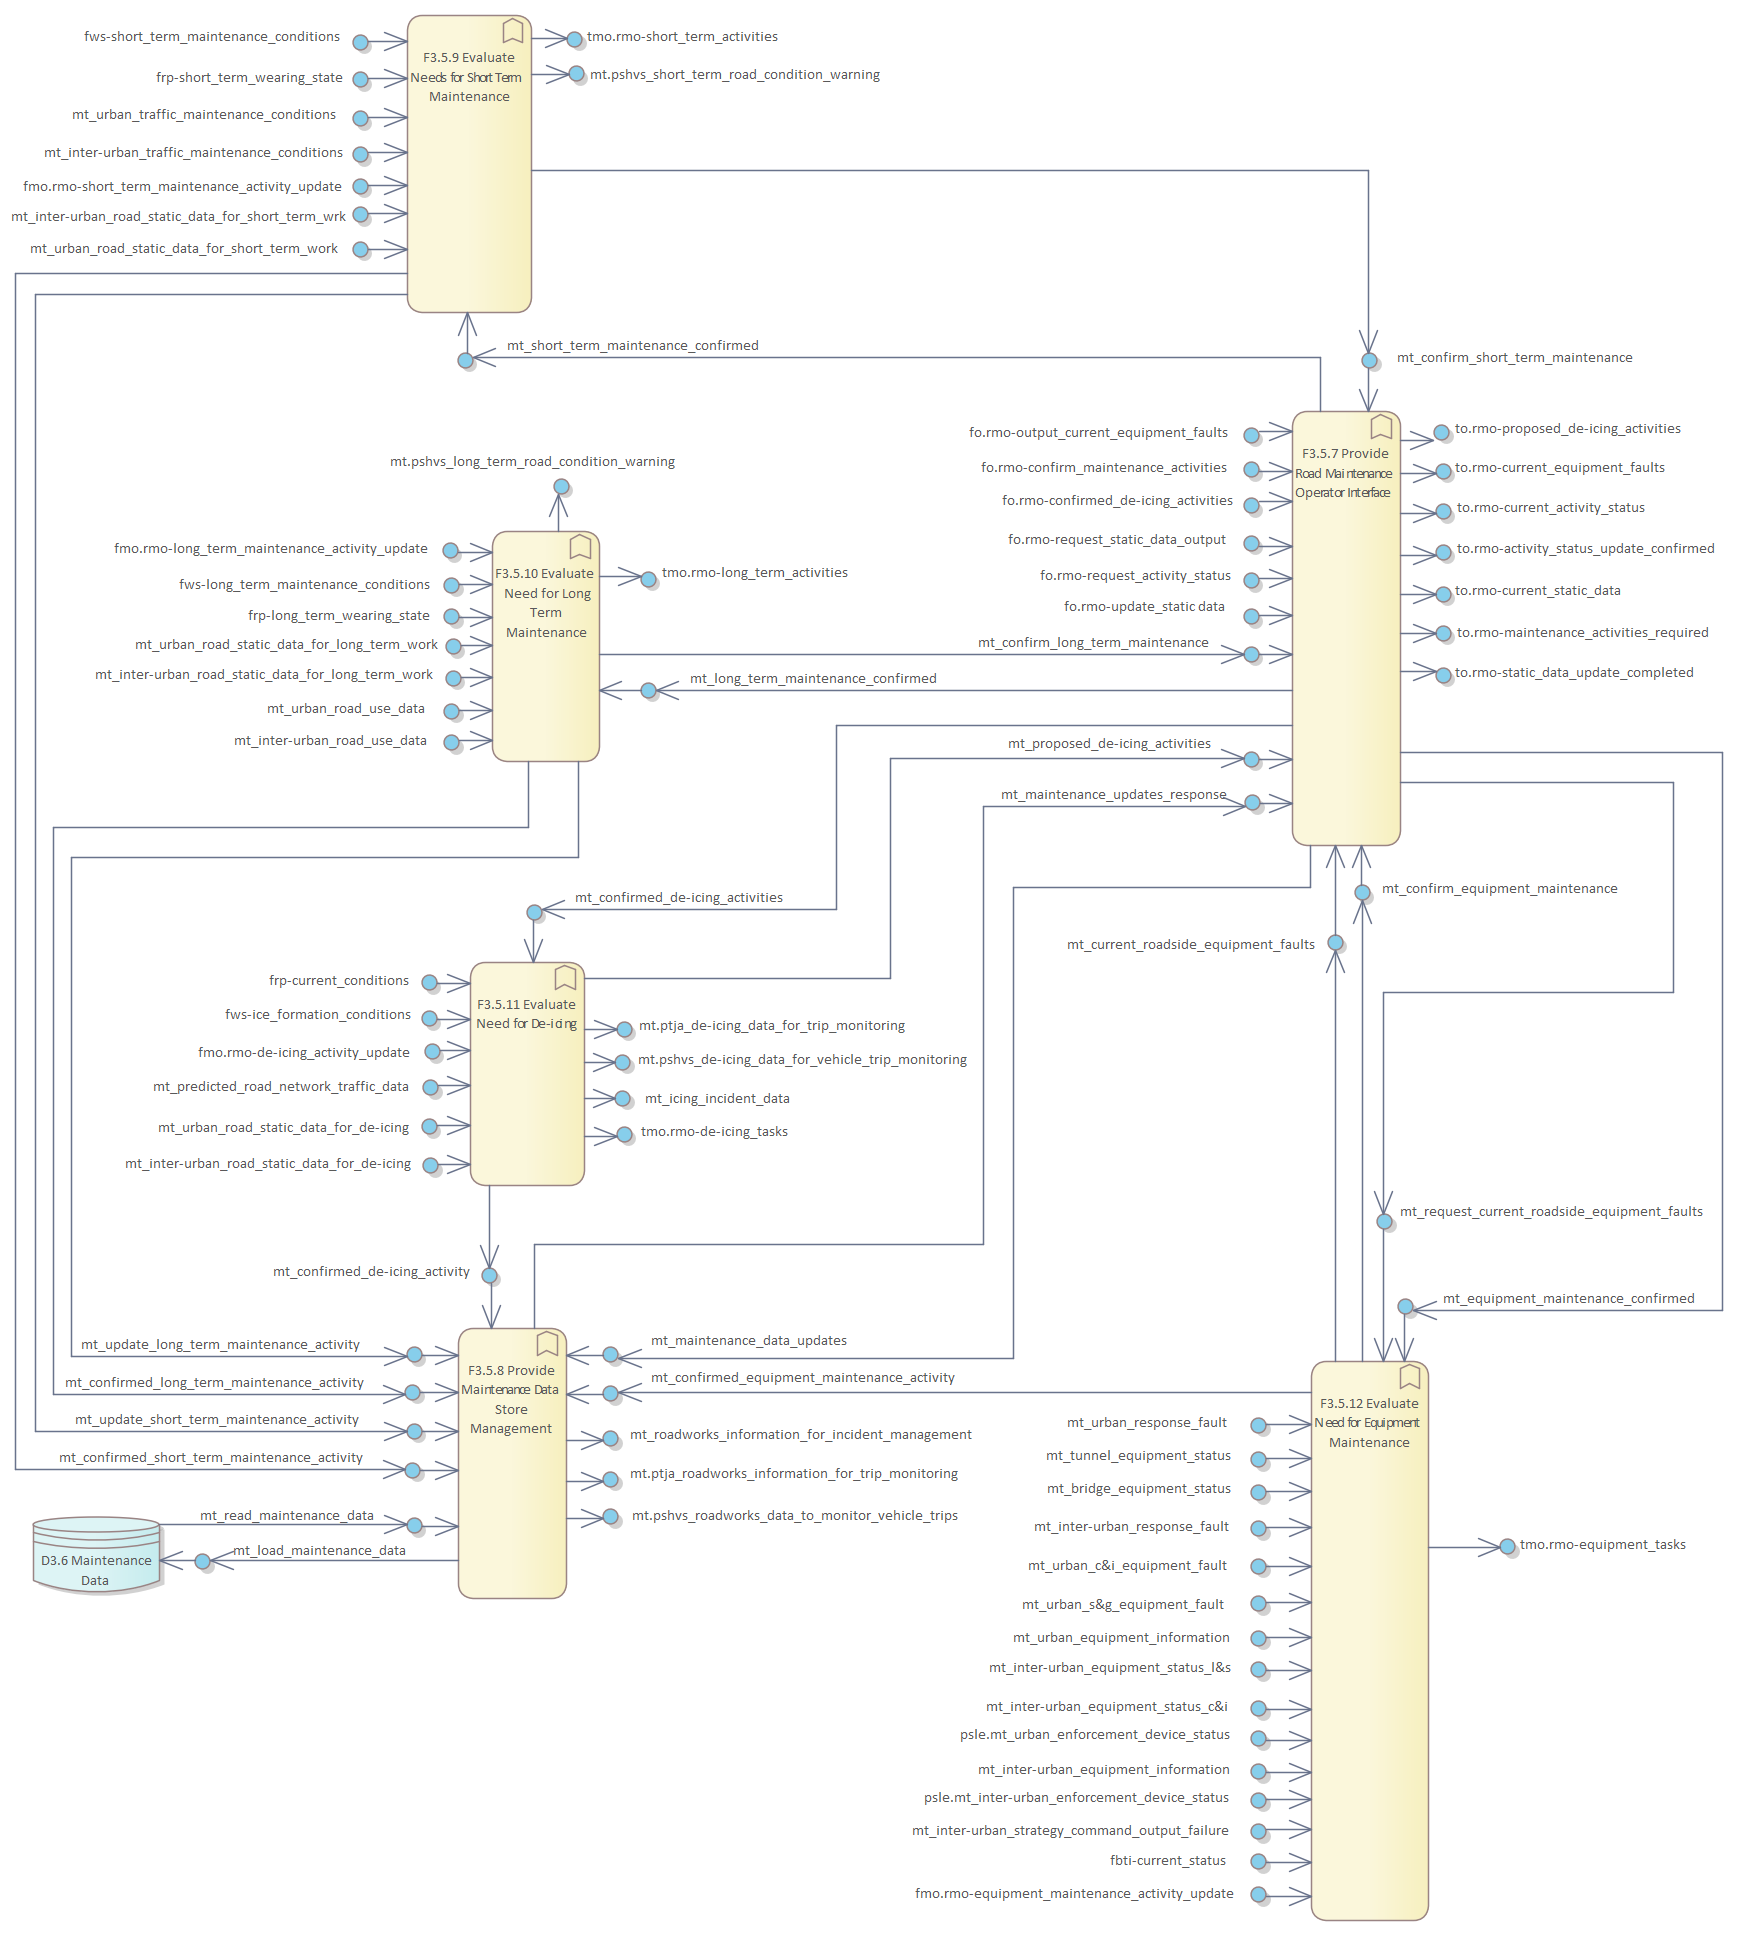 fws-short_term_maintenance_conditions
frp-short_term_wearing_state
mt_urban_traffic_maintenance_conditions
mt_inter-urban_traffic_maintenance_conditions
fmo.rmo-short_term_maintenance_activity_update
mt_inter-urban_road_static_data_for_short_term_wrk
mt_urban_road_static_data_for_short_term_work
F3.5.9 Evaluate
Needs for Short Term
Maintenance
tmo.rmo-short_term_activities
mt.pshvs_short_term_road_condition_warning
mt_short_term_maintenance_confirmed
mt_confirm_short_term_maintenance
fo.rmo-output_current_equipment_faults
fo.rmo-confirm_maintenance_activities
fo.rmo-confirmed_de-icing_activities
fo.rmo-request_static_data_output
fo.rmo-request_activity_status
fo.rmo-update_static data
mt_confirm_long_term_maintenance
mt_long_term_maintenance_confirmed
mt_proposed_de-icing_activities
mt_maintenance_updates_response
F3.5.7 Provide
Road Maintenance
Operator Interface
to.rmo-proposed_de-icing_activities
to.rmo-current_equipment_faults
to.rmo-current_activity_status
to.rmo-activity_status_update_confirmed
to.rmo-current_static_data
to.rmo-maintenance_activities_required
to.rmo-static_data_update_completed
mt.pshvs_long_term_road_condition_warning
fmo.rmo-long_term_maintenance_activity_update
fws-long_term_maintenance_conditions
frp-long_term_wearing_state
mt_urban_road_static_data_for_long_term_work
mt_inter-urban_road_static_data_for_long_term_work
mt_urban_road_use_data
mt_inter-urban_road_use_data
F3.5.10 Evaluate
Need for Long
Term
Maintenance
tmo.rmo-long_term_activities
mt_confirmed_de-icing_activities
mt_confirm_equipment_maintenance
mt_current_roadside_equipment_faults
frp-current_conditions
fws-ice_formation_conditions
fmo.rmo-de-icing_activity_update
mt_predicted_road_network_traffic_data
mt_urban_road_static_data_for_de-icing
mt_inter-urban_road_static_data_for_de-icing
F3.5.11 Evaluate
Need for De-icing
mt.ptja_de-icing_data_for_trip_monitoring
mt.pshvs_de-icing_data_for_vehicle_trip_monitoring
mt_icing_incident_data
tmo.rmo-de-icing_tasks
mt_request_current_roadside_equipment_faults
mt_equipment_maintenance_confirmed
mt_confirmed_de-icing_activity
mt_update_long_term_maintenance_activity
mt_confirmed_long_term_maintenance_activity
mt_update_short_term_maintenance_activity
mt_confirmed_short_term_maintenance_activity
mt_read_maintenance_data
mt_load_maintenance_data
D3.6 Maintenance
Data
F3.5.8 Provide
Maintenance Data
Store
Management
mt_maintenance_data_updates
mt_confirmed_equipment_maintenance_activity
mt_roadworks_information_for_incident_management
mt.ptja_roadworks_information_for_trip_monitoring
mt.pshvs_roadworks_data_to_monitor_vehicle_trips
F3.5.12 Evaluate
Need for Equipment
Maintenance
mt_urban_response_fault
mt_tunnel_equipment_status
mt_bridge_equipment_status
mt_inter-urban_response_fault
mt_urban_c&i_equipment_fault
mt_urban_s&g_equipment_fault
mt_urban_equipment_information
mt_inter-urban_equipment_status_l&s
mt_inter-urban_equipment_status_c&i
psle.mt_urban_enforcement_device_status
mt_inter-urban_equipment_information
psle.mt_inter-urban_enforcement_device_status
mt_inter-urban_strategy_command_output_failure
fbti-current_status
fmo.rmo-equipment_maintenance_activity_update
tmo.rmo-equipment_tasks